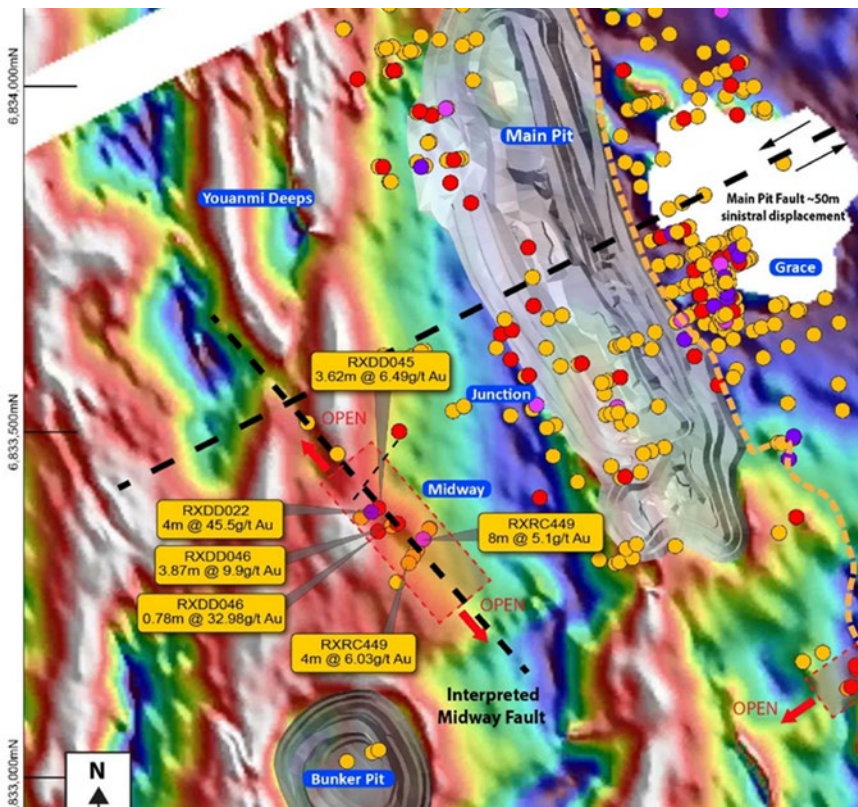 6,834,000mN
Main Pit
Youanmi Deeps
Main Pit Fault ~50m
sinistral displacement
Grace
RXDD045
3.62m @ 6.49g/t Au
Junction
OPEN
6,833,500mN
Midway
RXDD022
4m @ 45.5g/t Au
RXRC449
8m @ 5.1g/t Au
RXDD046
3.87m @ 9.9g/t Au
RXDD046
0.78m @ 32.98g/t Au
OPEN
RXRC449
4m @ 6.03g/t Au
Interpreted
Midway Fault
OPEN
Bunker Pit
N
,833,000mN